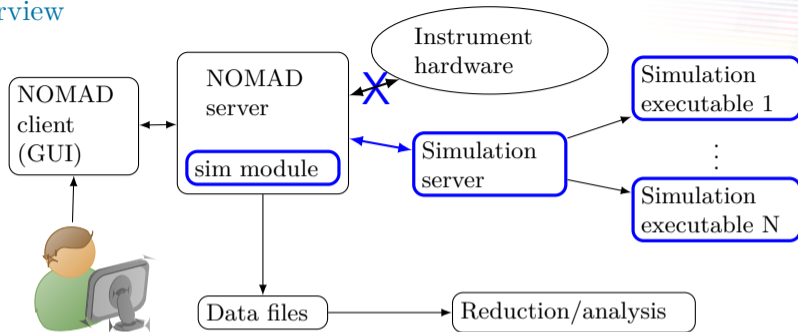 rview
Instrument
hardware
NOMAD
client
(GUI)
NOMAD
server
sim module
X
Simulation
server
Simulation
executable 1
⋮
Simulation
executable N
Data files
Reduction/analysis